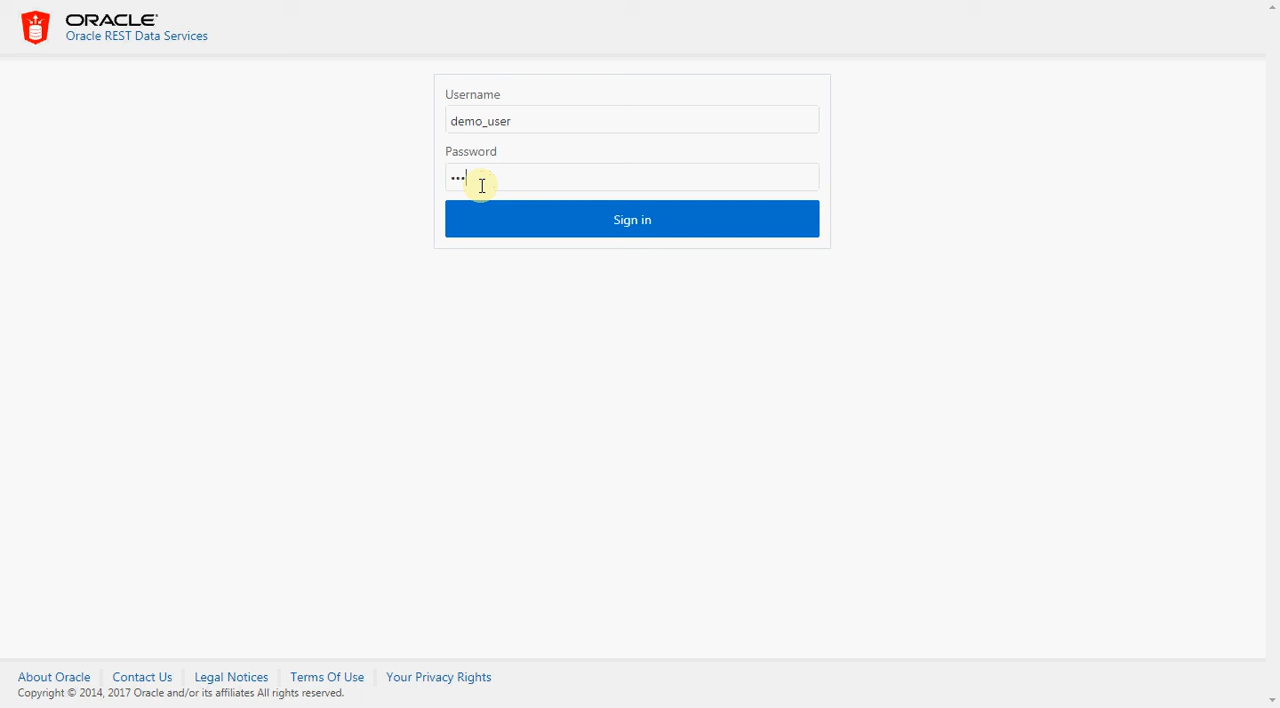 ORACLE
Oracle REST Data Services
Username
demo_user
Password
•••
Sign in
About Oracle Contact Us Legal Notices Terms Of Use Your Privacy Rights
Copyright © 2014, 2017 Oracle and/or its affiliates All rights reserved.